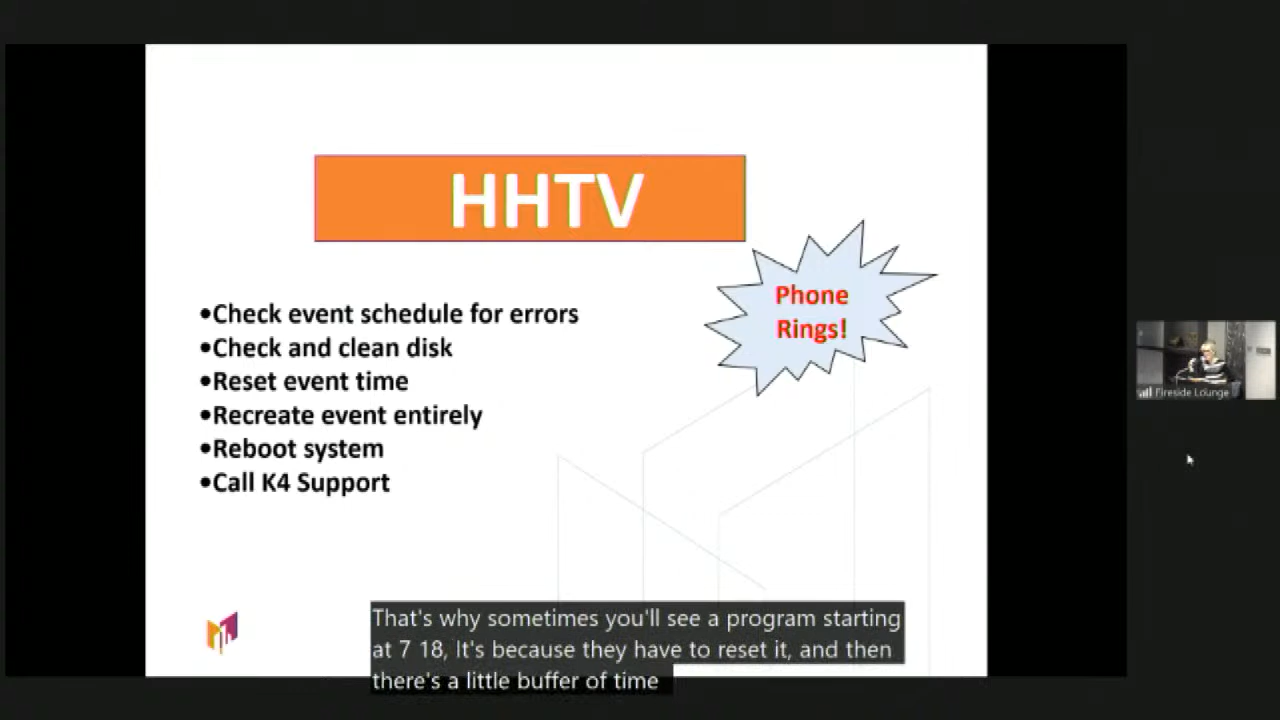 HHTV
Phone
Rings!
•Check event schedule for errors
•Check and clean disk
•Reset event time
•Recreate event entirely
•Reboot system
•Call K4 Support
Fireside Lounge
That's why sometimes you'll see a program starting
at 7 18, It's because they have to reset it, and then
there's a little buffer of time